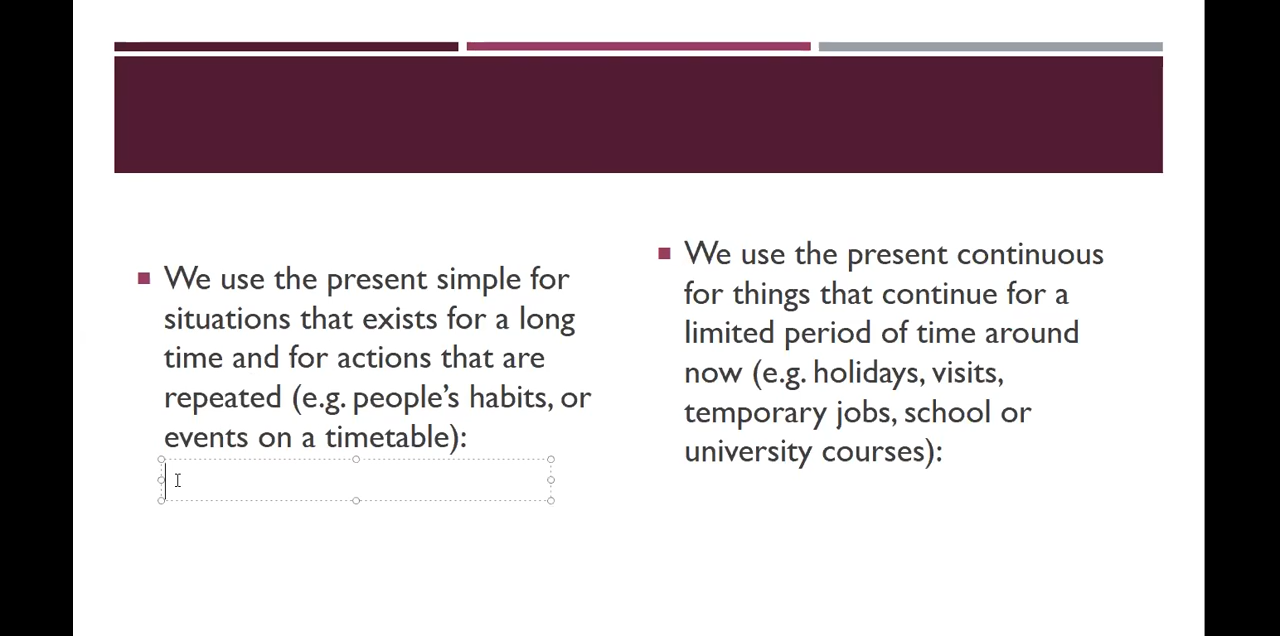 We use the present simple for
situations that exists for a long
time and for actions that are
repeated (e.g. people's habits, or
events on a timetable):
We use the present continuous
for things that continue for a
limited period of time around
now (e.g. holidays, visits,
temporary jobs, school or
university courses):